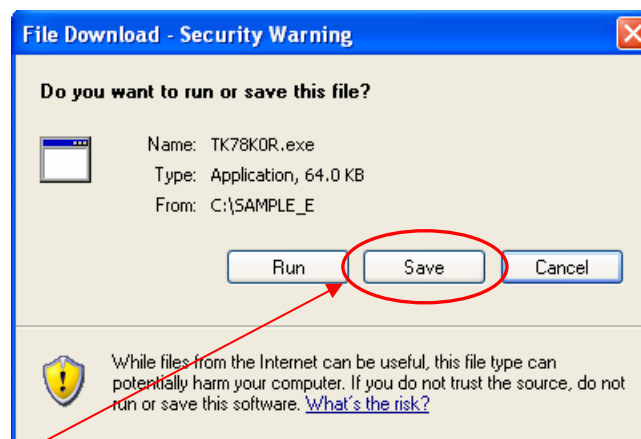 File Download - Security Warning
Do you want to run or save this file?
Name: TK78K0R.exe
Type: Application, 64.0 KB
From: C:\SAMPLE_E
Run Save Cancel
While files from the Internet can be useful, this file type can
potentially harm your computer. If you do not trust the source, do not
run or save this software. What's the risk?